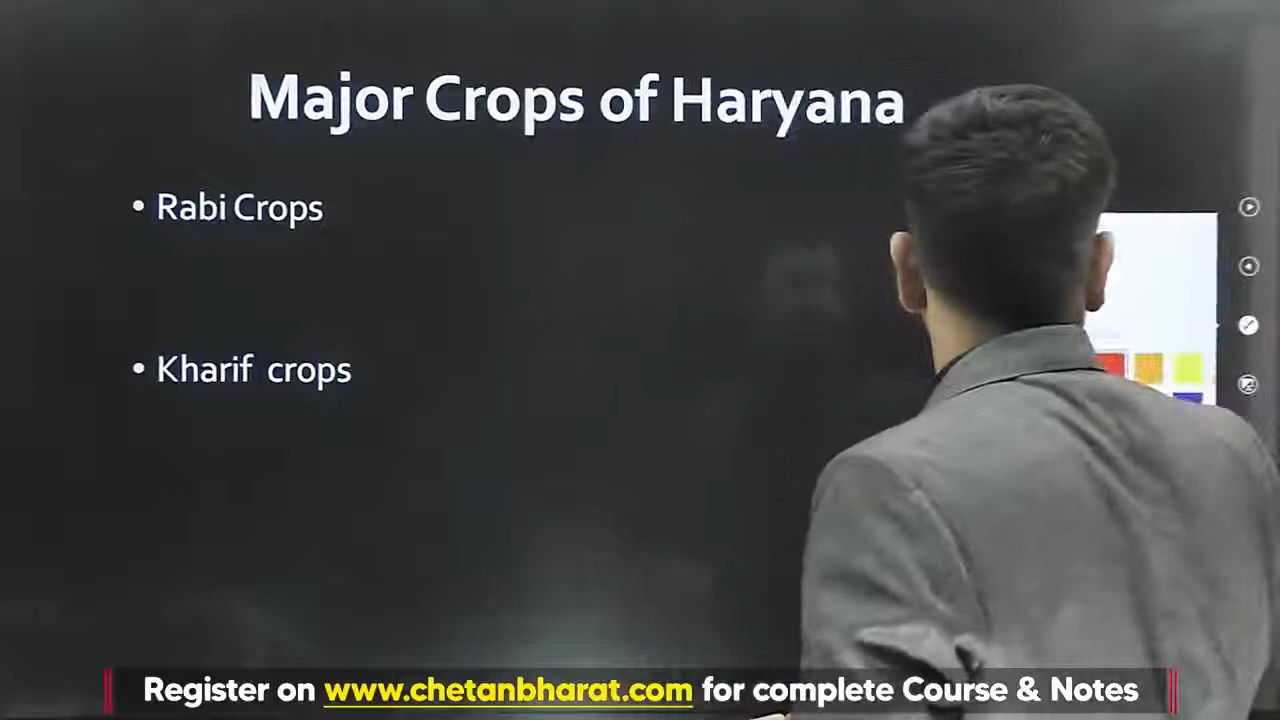 Major Crops of Haryana
• Rabi Crops
• Kharif crops
Register on www.chetanbharat.com for complete Course & Notes